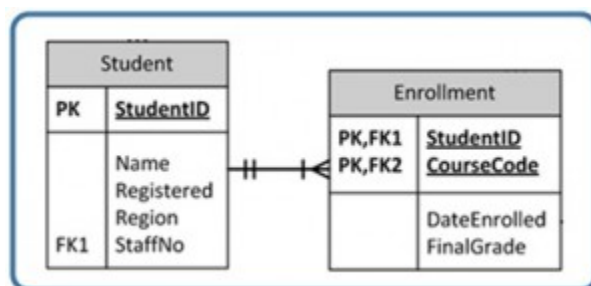 Student
PK StudentID
Name
Registered
Region
FK1 StaffNo
Enrollment
PK,FK1 StudentID
PK,FK2 CourseCode
DateEnrolled
FinalGrade